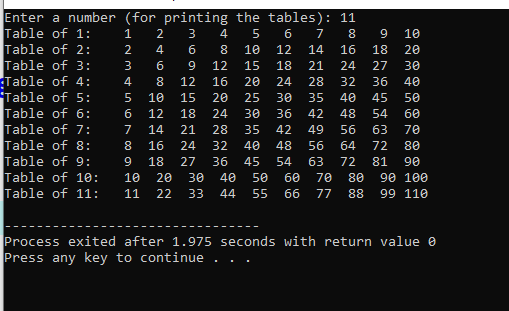 Enter a number (for printing the tables): 11
Table of 1:    1   2   3   4   5   6   7   8   9  10
Table of 2:    2   4   6   8  10  12  14  16  18  20
Table of 3:    3   6   9  12  15  18  21  24  27  30
Table of 4:    4   8  12  16  20  24  28  32  36  40
Table of 5:    5  10  15  20  25  30  35  40  45  50
Table of 6:    6  12  18  24  30  36  42  48  54  60
Table of 7:    7  14  21  28  35  42  49  56  63  70
Table of 8:    8  16  24  32  40  48  56  64  72  80
Table of 9:    9  18  27  36  45  54  63  72  81  90
Table of 10:   10  20  30  40  50  60  70  80  90 100
Table of 11:   11  22  33  44  55  66  77  88  99 110
--------------------------------
Process exited after 1.975 seconds with return value 0
Press any key to continue . . .